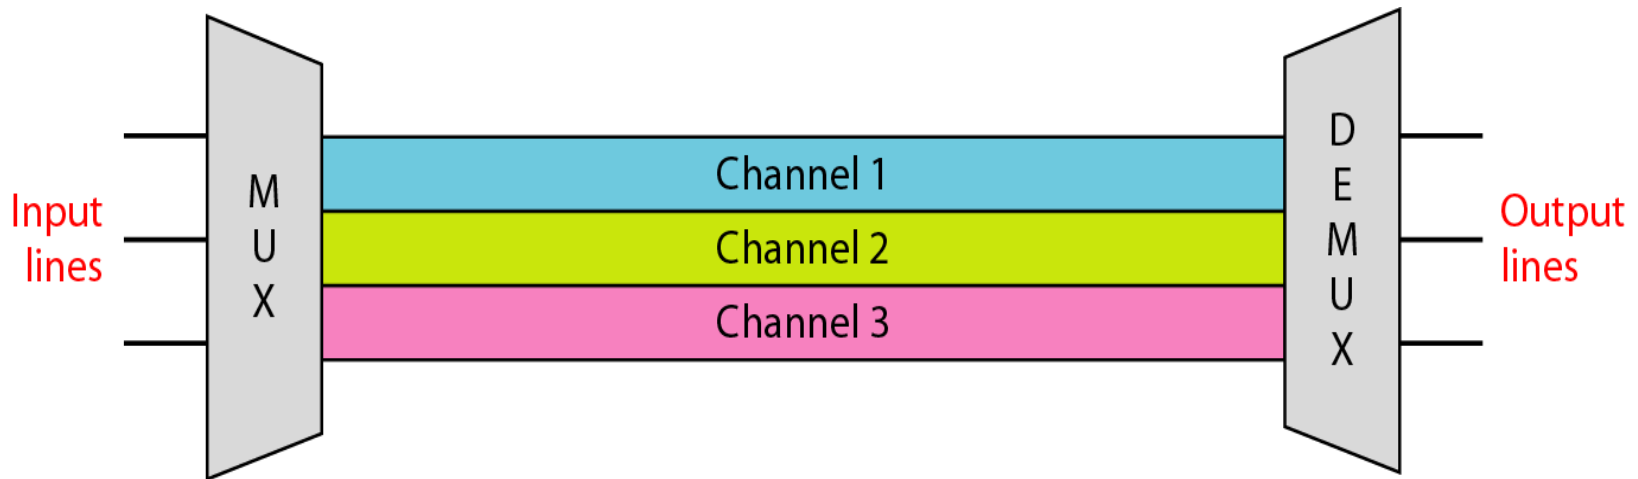 Input
lines
M
U
X
Channel 1
Channel 2
Channel 3
D
E
M
U
X
Output
lines